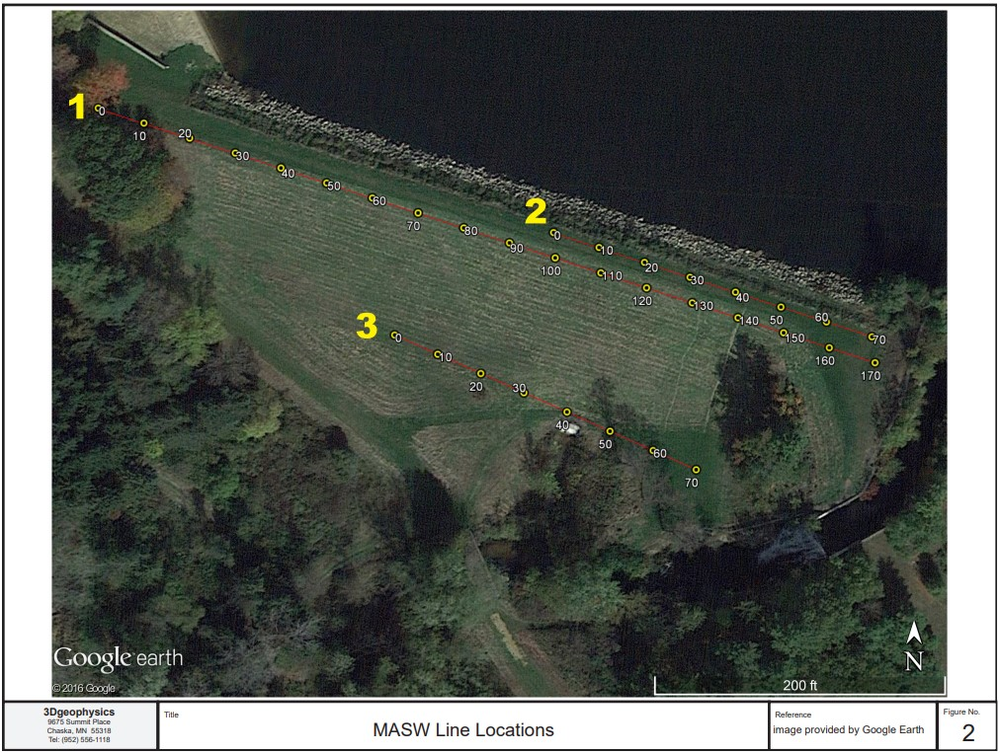 1
0
10
20
30
40
50
60
70
80
90
100
110
120
130
140
150
160
170
2
0
10
20
30
40
50
60
70
3
0
10
20
30
40
50
60
70
N
Google earth
© 2016 Google
200 ft
3Dgeophysics
9675 Summit Place
Chaska, MN 55318
Tel: (952) 556-1118
Title
MASW Line Locations
Reference
image provided by Google Earth
Figure No.
2